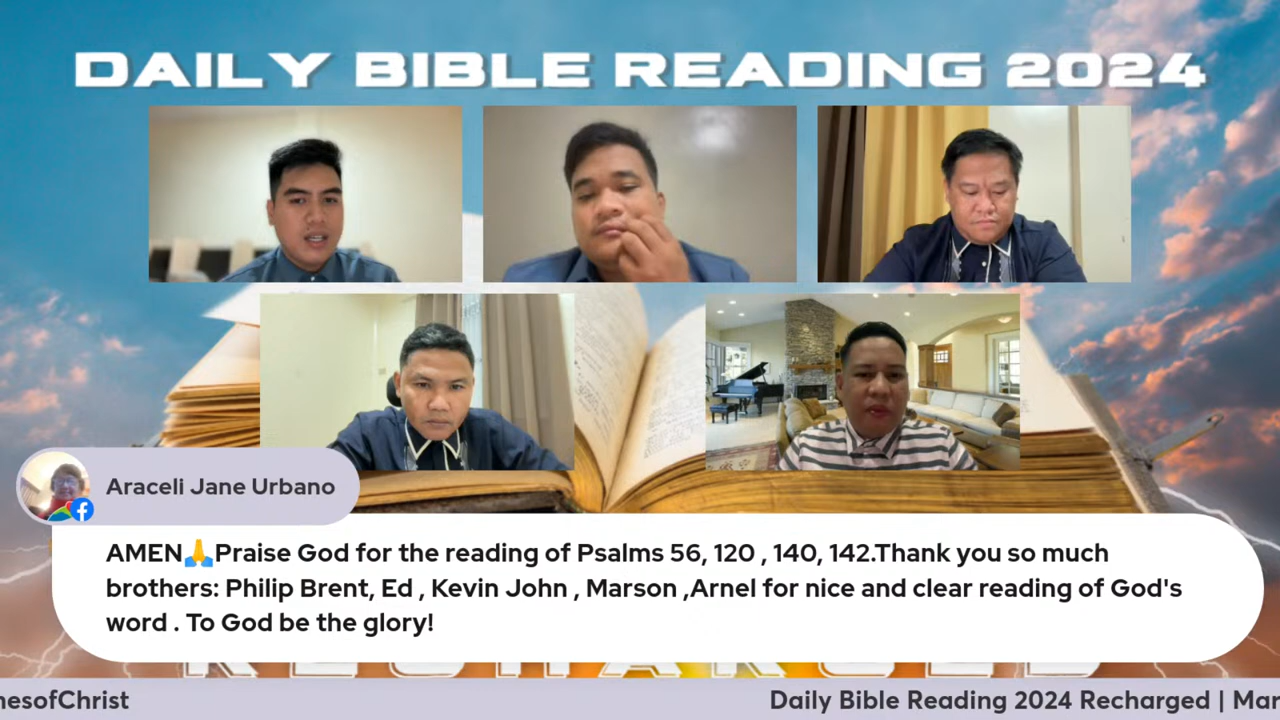 DAILY BIBLE READING 2024
Araceli Jane Urbano
AMEN🙏Praise God for the reading of Psalms 56, 120 , 140, 142.Thank you so much
brothers: Philip Brent, Ed , Kevin John , Marson ,Arnel for nice and clear reading of God's
word . To God be the glory!
nesofChrist
Daily Bible Reading 2024 Recharged | Mar